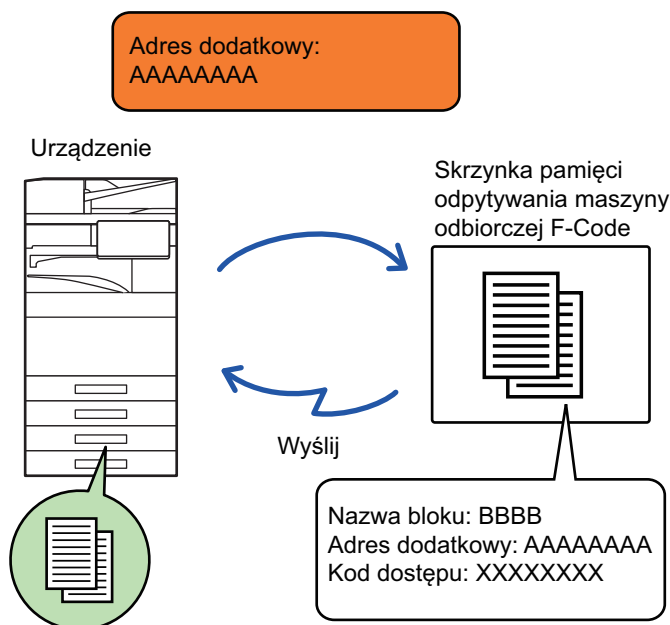 Adres dodatkowy:
AAAAAAAA
Urządzenie
Skrzynka pamięci
odpytywania maszyny
odbiorczej F-Code
Wyślij
Nazwa bloku: BBBB
Adres dodatkowy: AAAAAAAA
Kod dostępu: XXXXXXXX